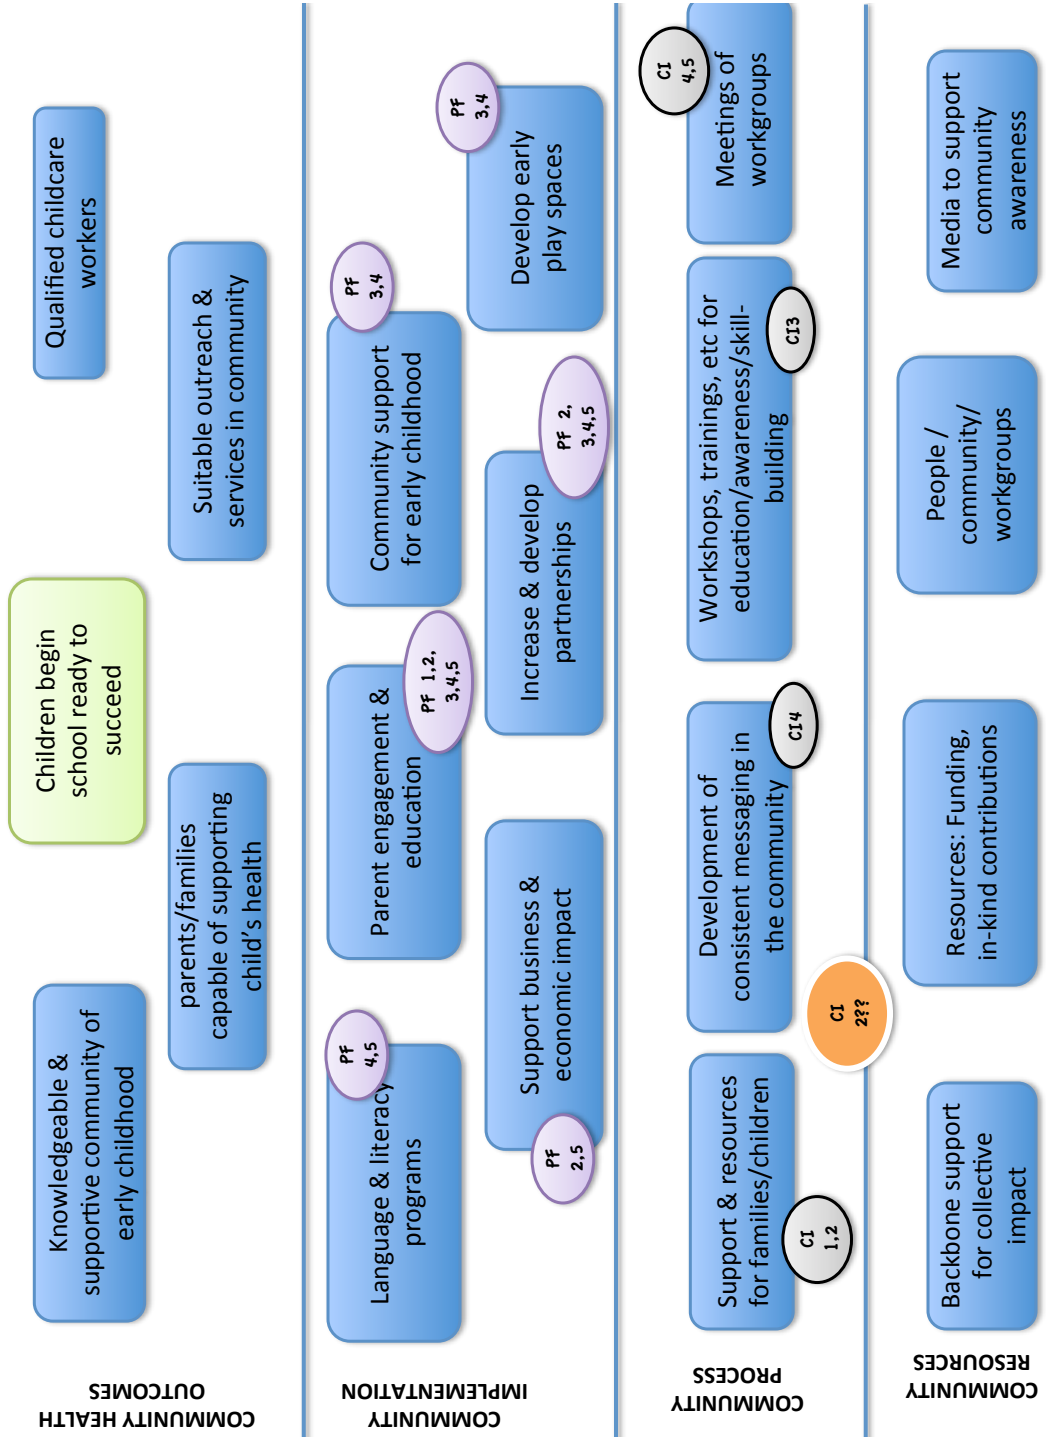 COMMUNITY HEALTH
OUTCOMES
Children begin
school ready to
succeed
Knowledgeable &
supportive community of
early childhood
Qualified childcare
workers
parents/families
capable of supporting
child's health
Suitable outreach &
services in community
COMMUNITY
IMPLEMENTATION
Language & literacy
programs
PF
4,5
Parent engagement &
education
PF 1,2,
3,4,5
Community support
for early childhood
PF
3,4
Support business &
economic impact
PF
2,5
Increase & develop
partnerships
PF 2,
3,4,5
Develop early
play spaces
PF
3,4
COMMUNITY
PROCESS
Support & resources
for families/children
CI
1,2
Development of
consistent messaging in
the community
CI4
Workshops, trainings, etc for
education/awareness/skill-
building
CI3
Meetings of
workgroups
CI
4,5
CI
2??
COMMUNITY
RESOURCES
Backbone support
for collective
impact
Resources: Funding,
in-kind contributions
People /
community/
workgroups
Media to support
community
awareness